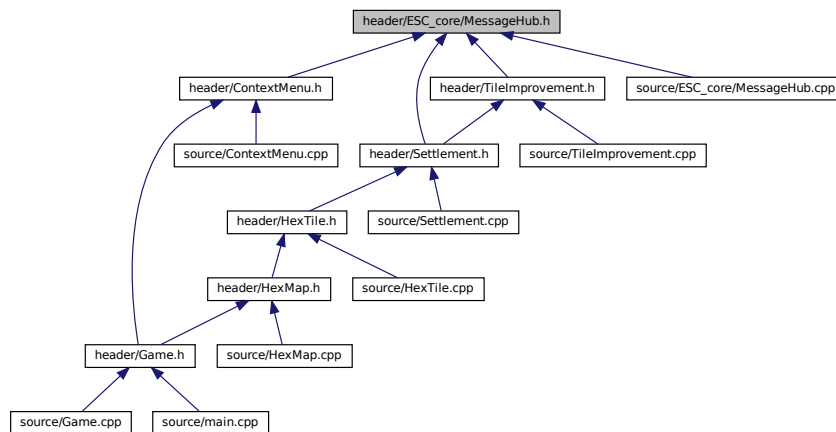 header/ESC_core/MessageHub.h
header/ContextMenu.h
header/TileImprovement.h
source/ESC_core/MessageHub.cpp
source/ContextMenu.cpp
header/Settlement.h
source/TileImprovement.cpp
header/HexTile.h
source/Settlement.cpp
header/HexMap.h
source/HexTile.cpp
header/Game.h
source/HexMap.cpp
source/Game.cpp
source/main.cpp